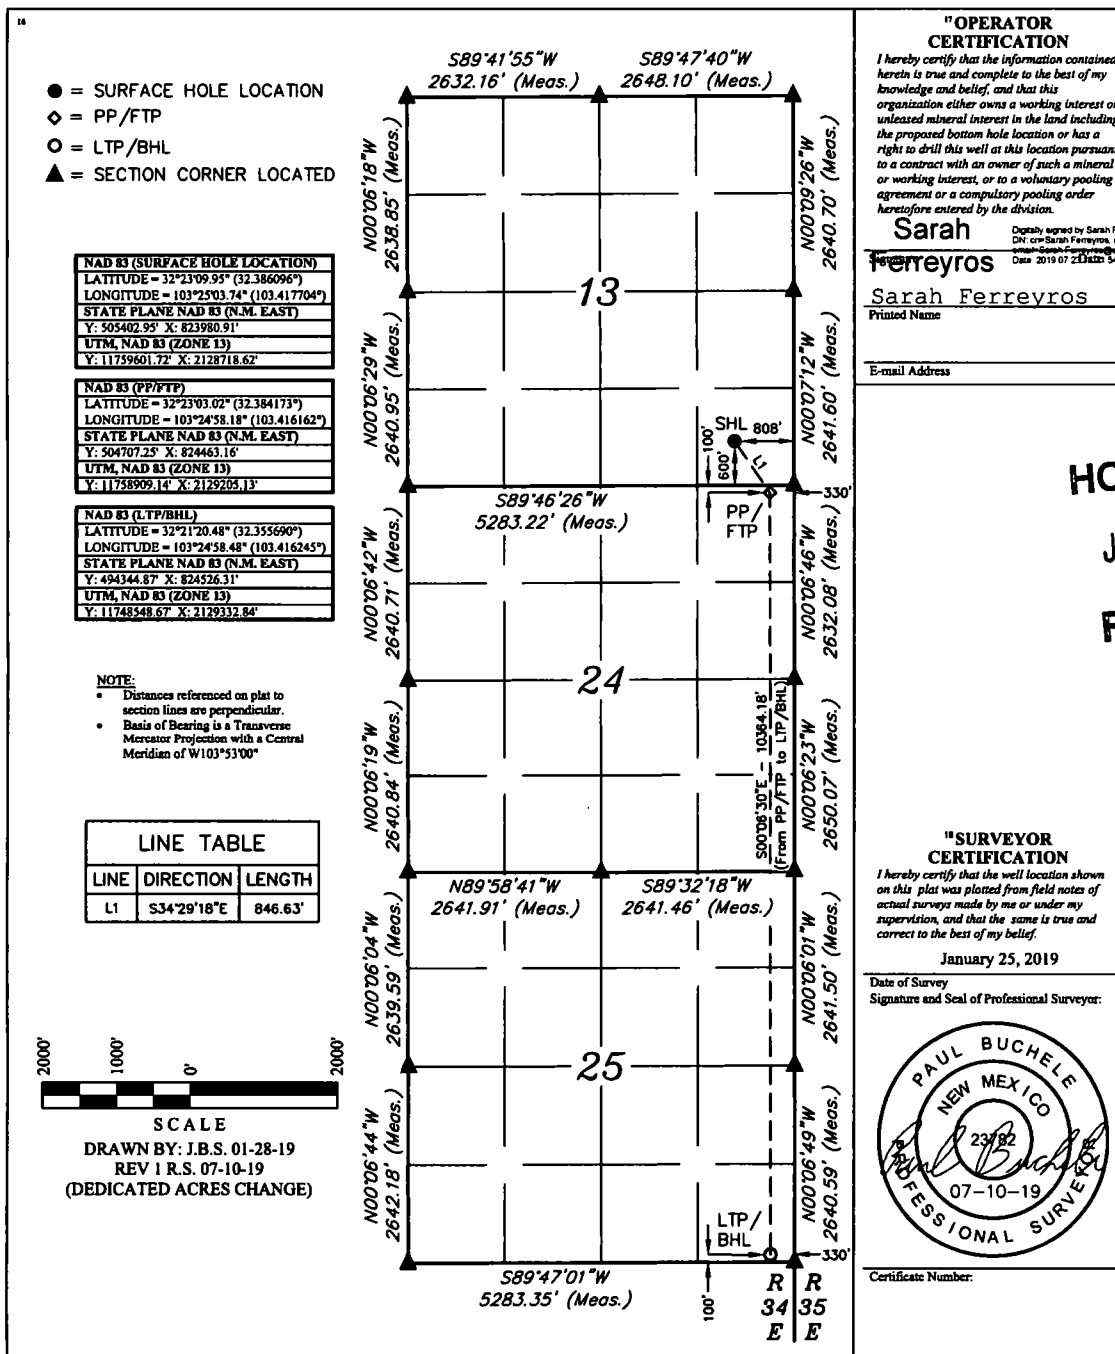 16
● = SURFACE HOLE LOCATION
◇ = PP/FTP
○ = LTP/BHL
▲ = SECTION CORNER LOCATED
NAD 83 (SURFACE HOLE LOCATION)
LATITUDE = 32°23'09.95" (32.386096°)
LONGITUDE = 103°25'03.74" (103.417704°)
STATE PLANE NAD 83 (N.M. EAST)
Y: 505402.95' X: 823980.91'
UTM, NAD 83 (ZONE 13)
Y: 11759601.72' X: 2128718.62'
NAD 83 (PP/FTP)
LATITUDE = 32°23'03.02" (32.384173°)
LONGITUDE = 103°24'58.18" (103.416162°)
STATE PLANE NAD 83 (N.M. EAST)
Y: 504707.25' X: 824463.16'
UTM, NAD 83 (ZONE 13)
Y: 11758909.14' X: 2129205.13'
NAD 83 (LTP/BHL)
LATITUDE = 32°21'20.48" (32.355690°)
LONGITUDE = 103°24'58.48" (103.416245°)
STATE PLANE NAD 83 (N.M. EAST)
Y: 494344.87' X: 824526.31'
UTM, NAD 83 (ZONE 13)
Y: 11748548.67' X: 2129332.84'
NOTE:
• Distances referenced on plat to
section lines are perpendicular.
• Basis of Bearing is a Transverse
Mercator Projection with a Central
Meridian of W103°53'00"
LINE TABLE
LINE DIRECTION LENGTH
L1 S34°29'18"E 846.63'
2000' 1000' 0' 2000'
SCALE
DRAWN BY: J.B.S. 01-28-19
REV 1 R.S. 07-10-19
(DEDICATED ACRES CHANGE)
S89°41'55"W
2632.16' (Meas.)
S89°47'40"W
2648.10' (Meas.)
N00°06'18"W
2638.85' (Meas.)
N00°09'26"W
2640.70' (Meas.)
13
N00°06'29"W
2640.95' (Meas.)
N00°07'12"W
2641.60' (Meas.)
SHL
808'
100'
600'
L1
S89°46'26"W
5283.22' (Meas.)
330'
PP/
FTP
N00°06'42"W
2640.71' (Meas.)
N00°06'46"W
2632.08' (Meas.)
24
N00°06'19"W
2640.84' (Meas.)
S00°06'30"E - 10364.18'
(From PP/FTP to LTP/BHL)
N00°06'23"W
2650.07' (Meas.)
N89°58'41"W
2641.91' (Meas.)
S89°32'18"W
2641.46' (Meas.)
N00°06'04"W
2639.59' (Meas.)
N00°06'01"W
2641.50' (Meas.)
25
N00°06'44"W
2642.18' (Meas.)
N00°06'49"W
2640.59' (Meas.)
LTP/
BHL
330'
S89°47'01"W
5283.35' (Meas.)
100'
R R
34 35
E E
17 OPERATOR
CERTIFICATION
I hereby certify that the information contained
herein is true and complete to the best of my
knowledge and belief, and that this
organization either owns a working interest or
unleased mineral interest in the land including
the proposed bottom hole location or has a
right to drill this well at this location pursuan
to a contract with an owner of such a mineral
or working interest, or to a voluntary pooling
agreement or a compulsory pooling order
heretofore entered by the division.
Sarah
Ferreyros
Digitally signed by Sarah F
DN: cn=Sarah Ferreyros,
Signature
Date
Sarah Ferreyros
Printed Name
E-mail Address
HO
J
18 SURVEYOR
CERTIFICATION
I hereby certify that the well location shown
on this plat was plotted from field notes of
actual surveys made by me or under my
supervision, and that the same is true and
correct to the best of my belief.
January 25, 2019
Date of Survey
Signature and Seal of Professional Surveyor:
PAUL BUCHELE
NEW MEXICO
23782
07-10-19
PROFESSIONAL SURVEYOR
Certificate Number: